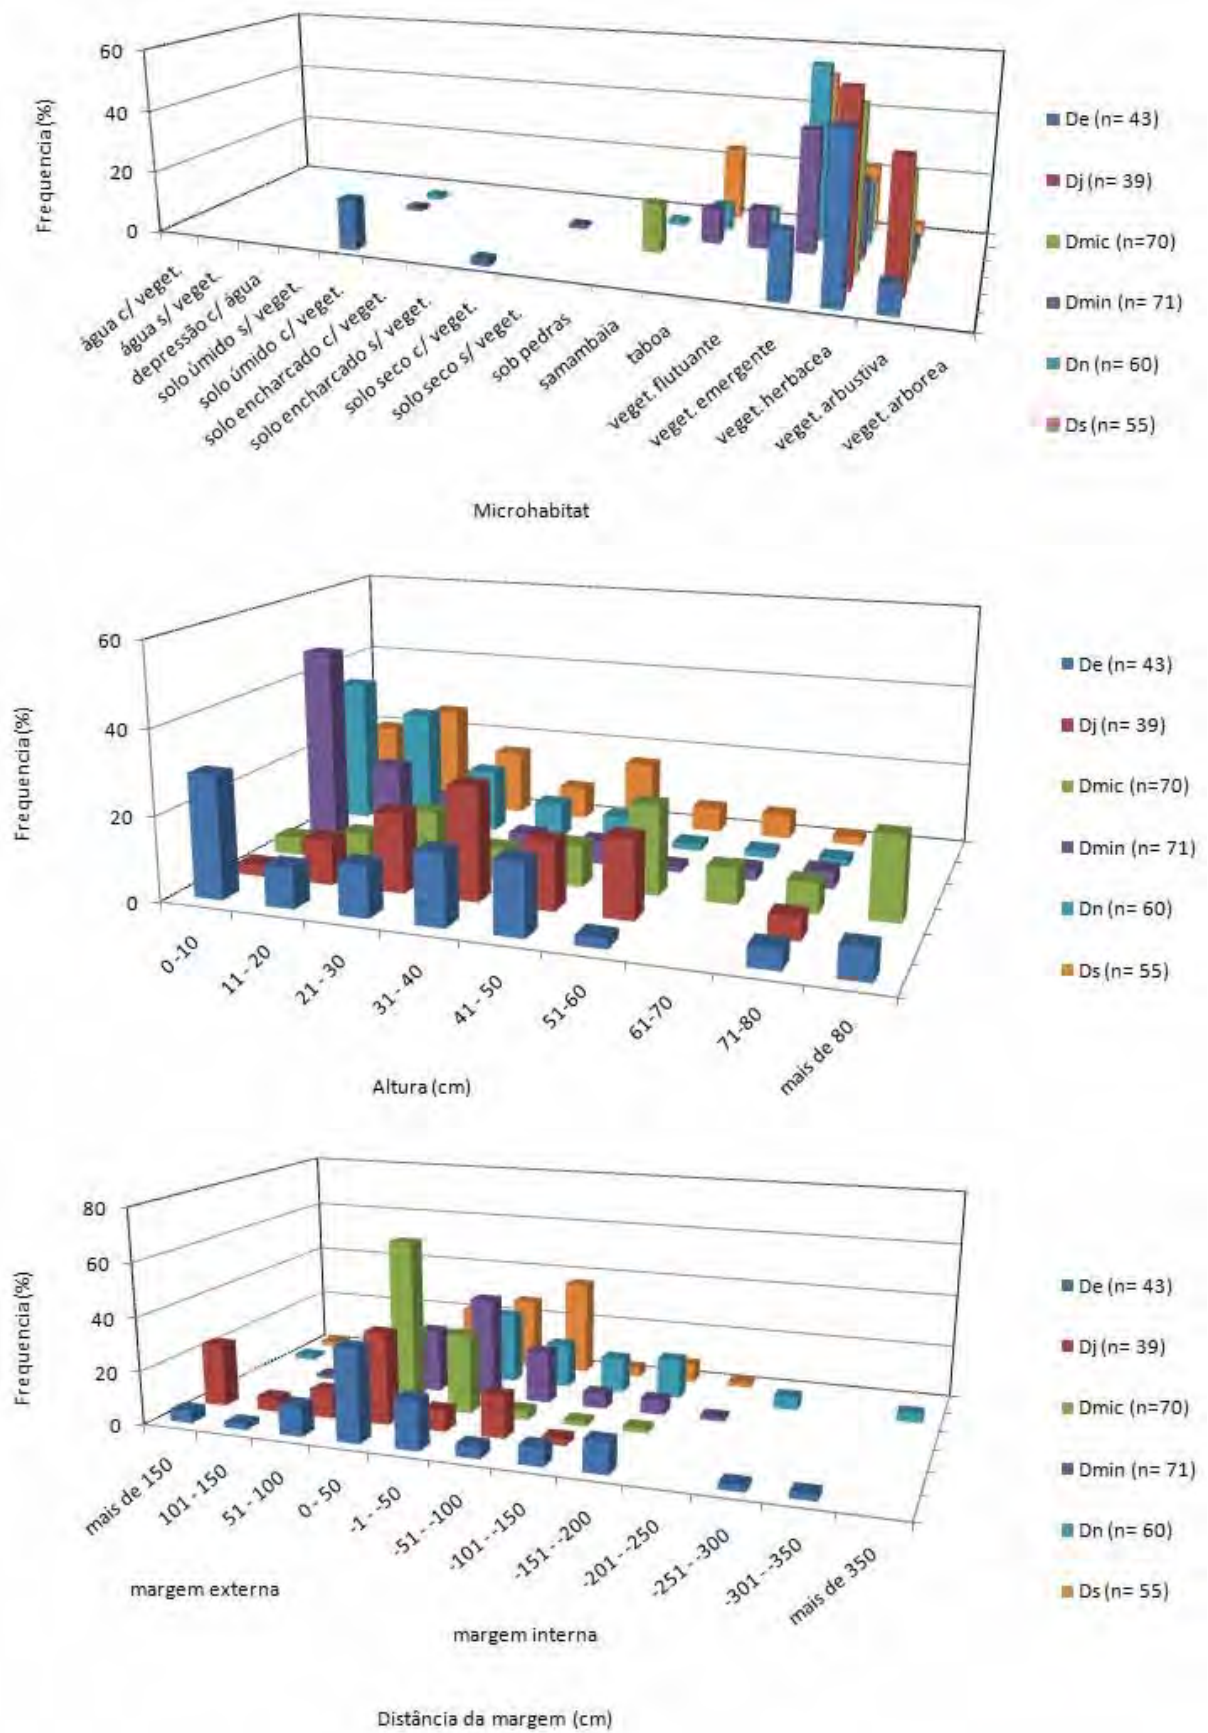 60
40
20
0
Frequencia(%)
água c/ veget.
água s/ veget.
depressão c/ água
solo úmido s/ veget.
solo úmido c/ veget.
solo encharcado c/ veget.
solo encharcado s/ veget.
solo seco c/ veget.
solo seco s/ veget.
sob pedras
samambaia
taboa
veget. flutuante
veget. emergente
veget. herbacea
veget. arbustiva
veget. arborea
Microhabitat
De (n= 43)
Dj (n= 39)
Dmic (n=70)
Dmin (n= 71)
Dn (n= 60)
Ds (n= 55)
60
40
20
0
Frequencia(%)
0 -10
11 - 20
21 - 30
31 - 40
41 - 50
51-60
61-70
71-80
mais de 80
Altura (cm)
De (n= 43)
Dj (n= 39)
Dmic (n=70)
Dmin (n= 71)
Dn (n= 60)
Ds (n= 55)
80
60
40
20
0
Frequencia(%)
mais de 150
101 - 150
51 - 100
0 - 50
-1 - -50
-51 - -100
-101 - -150
-151 - -200
-201 - -250
-251 - -300
-301 - -350
mais de 350
margem externa
margem interna
Distância da margem (cm)
De (n= 43)
Dj (n= 39)
Dmic (n=70)
Dmin (n= 71)
Dn (n= 60)
Ds (n= 55)